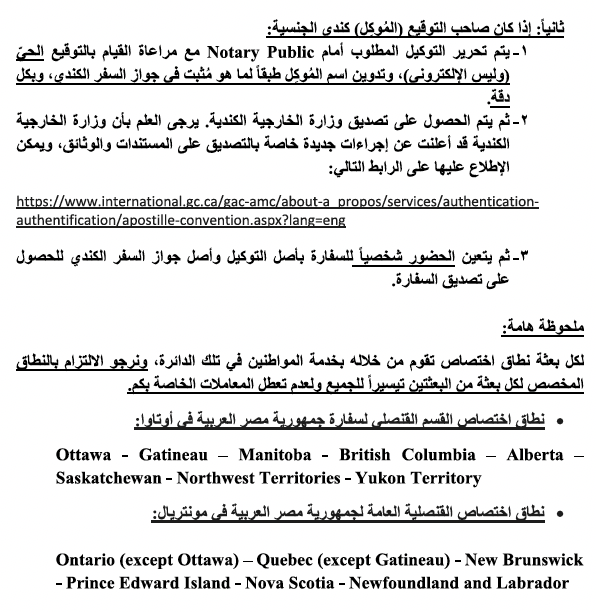 ثانياً: إذا كان صاحب التوقيع (المُوكِل) كندي الجنسية:
١- يتم تحرير التوكيل المطلوب أمام Notary Public مع مراعاة القيام بالتوقيع الحيّ
(وليس الإلكتروني)، وتدوين اسم المُوكِل طبقاً لما هو مُثبت في جواز السفر الكندي، وبكل
دقة.
٢- ثم يتم الحصول على تصديق وزارة الخارجية الكندية. يرجى العلم بأن وزارة الخارجية
الكندية قد أعلنت عن إجراءات جديدة خاصة بالتصديق على المستندات والوثائق، ويمكن
الإطلاع عليها على الرابط التالي:
https://www.international.gc.ca/gac-amc/about-a_propos/services/authentication-
authentification/apostille-convention.aspx?lang=eng
٣- ثم يتعين الحضور شخصياً للسفارة بأصل التوكيل وأصل جواز السفر الكندي للحصول
على تصديق السفارة.
ملحوظة هامة:
لكل بعثة نطاق اختصاص تقوم من خلاله بخدمة المواطنين في تلك الدائرة، ونرجو الالتزام بالنطاق
المخصص لكل بعثة من البعثتين تيسيراً للجميع ولعدم تعطل المعاملات الخاصة بكم.
• نطاق اختصاص القسم القنصلي لسفارة جمهورية مصر العربية في أوتاوا:
Ottawa - Gatineau – Manitoba - British Columbia – Alberta –
Saskatchewan - Northwest Territories - Yukon Territory
• نطاق اختصاص القنصلية العامة لجمهورية مصر العربية في مونتريال:
Ontario (except Ottawa) – Quebec (except Gatineau) - New Brunswick
- Prince Edward Island - Nova Scotia - Newfoundland and Labrador